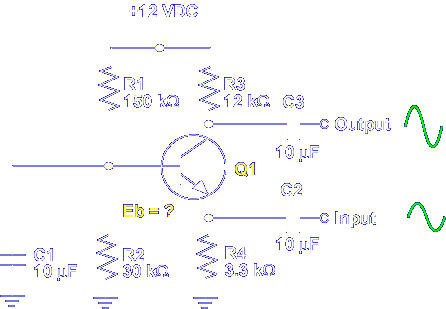 +12 VDC
R1
150 kΩ
R3
12 kΩ
C3
10 µF
Output
Q1
Eb = ?
C2
10 µF
Input
C1
10 µF
R2
30 kΩ
R4
3.3 kΩ